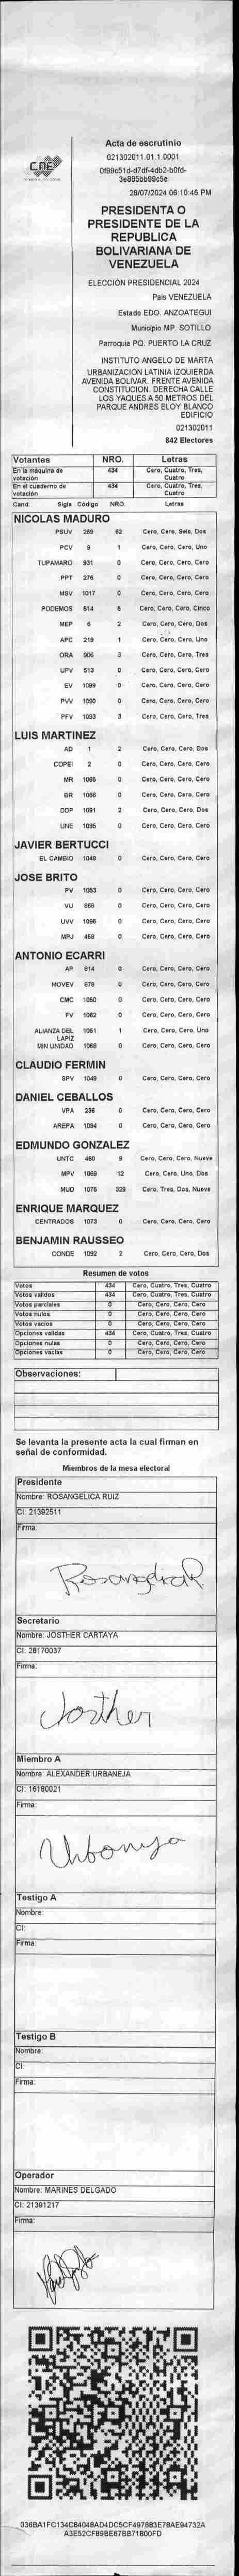 CNE
Acta de escrutinio
021302011.01.1.0001
28/07/2024 06:10:46 PM
PRESIDENTA O
PRESIDENTE DE LA
REPUBLICA
BOLIVARIANA DE
VENEZUELA
ELECCIÓN PRESIDENCIAL 2024
Pais VENEZUELA
Estado EDO. ANZOATEGUI
Municipio MP. SOTILLO
Parroquia PQ. PUERTO LA CRUZ
INSTITUTO ANGELO DE MARTA
URBANIZACION LATINIA IZQUIERDA
AVENIDA BOLIVAR. FRENTE AVENIDA
CONSTITUCION. DERECHA CALLE
LOS YAQUES A 50 METROS DEL
PARQUE ANDRES ELOY BLANCO
EDIFICIO
021302011
842 Electores
Votantes NRO. Letras
En la máquina de votación 434 Cero, Cuatro, Tres, Cuatro
En el cuaderno de votación 434 Cero, Cuatro, Tres, Cuatro
Cand. Sigla Código NRO. Letras
NICOLAS MADURO
PSUV 269 62 Cero, Cero, Seis, Dos
PCV 9 1 Cero, Cero, Cero, Uno
TUPAMARO 931 0 Cero, Cero, Cero, Cero
PPT 276 0 Cero, Cero, Cero, Cero
MSV 1017 0 Cero, Cero, Cero, Cero
PODEMOS 514 5 Cero, Cero, Cero, Cinco
MEP 6 2 Cero, Cero, Cero, Dos
APC 219 1 Cero, Cero, Cero, Uno
ORA 906 3 Cero, Cero, Cero, Tres
UPV 513 0 Cero, Cero, Cero, Cero
EV 1089 0 Cero, Cero, Cero, Cero
PVV 1090 0 Cero, Cero, Cero, Cero
PFV 1093 3 Cero, Cero, Cero, Tres
LUIS MARTINEZ
AD 1 2 Cero, Cero, Cero, Dos
COPEI 2 0 Cero, Cero, Cero, Cero
MR 1065 0 Cero, Cero, Cero, Cero
BR 1086 0 Cero, Cero, Cero, Cero
DDP 1091 2 Cero, Cero, Cero, Dos
UNE 1095 0 Cero, Cero, Cero, Cero
JAVIER BERTUCCI
EL CAMBIO 1048 0 Cero, Cero, Cero, Cero
JOSE BRITO
PV 1053 0 Cero, Cero, Cero, Cero
VU 959 0 Cero, Cero, Cero, Cero
UVV 1096 0 Cero, Cero, Cero, Cero
MPJ 458 0 Cero, Cero, Cero, Cero
ANTONIO ECARRI
AP 914 0 Cero, Cero, Cero, Cero
MOVEV 978 0 Cero, Cero, Cero, Cero
CMC 1050 0 Cero, Cero, Cero, Cero
FV 1062 0 Cero, Cero, Cero, Cero
ALIANZA DEL LAPIZ 1051 1 Cero, Cero, Cero, Uno
MIN UNIDAD 1068 0 Cero, Cero, Cero, Cero
CLAUDIO FERMIN
SPV 1049 0 Cero, Cero, Cero, Cero
DANIEL CEBALLOS
VPA 236 0 Cero, Cero, Cero, Cero
AREPA 1094 0 Cero, Cero, Cero, Cero
EDMUNDO GONZALEZ
UNTC 460 9 Cero, Cero, Cero, Nueve
MPV 1069 12 Cero, Cero, Uno, Dos
MUD 1075 329 Cero, Tres, Dos, Nueve
ENRIQUE MARQUEZ
CENTRADOS 1073 0 Cero, Cero, Cero, Cero
BENJAMIN RAUSSEO
CONDE 1092 2 Cero, Cero, Cero, Dos
Resumen de votos
Votos 434 Cero, Cuatro, Tres, Cuatro
Votos validos 434 Cero, Cuatro, Tres, Cuatro
Votos parciales 0 Cero, Cero, Cero, Cero
Votos nulos 0 Cero, Cero, Cero, Cero
Votos vacios 0 Cero, Cero, Cero, Cero
Opciones validas 434 Cero, Cuatro, Tres, Cuatro
Opciones nulas 0 Cero, Cero, Cero, Cero
Opciones vacias 0 Cero, Cero, Cero, Cero
Observaciones:
Se levanta la presente acta la cual firman en
señal de conformidad.
Miembros de la mesa electoral
Presidente
Nombre: ROSANGELICA RUIZ
CI: 21392511
Firma:
Secretario
Nombre: JOSTHER CARTAYA
CI: 28170037
Firma:
Josther
Miembro A
Nombre: ALEXANDER URBANEJA
CI: 16180021
Firma:
Testigo A
Nombre:
CI:
Firma:
Testigo B
Nombre:
CI:
Firma:
Operador
Nombre: MARINES DELGADO
CI: 21391217
Firma:
036BA1FC134C84048AD4DC5CF497683E78AE94732A
A3E52CF89BE67BB71800FD